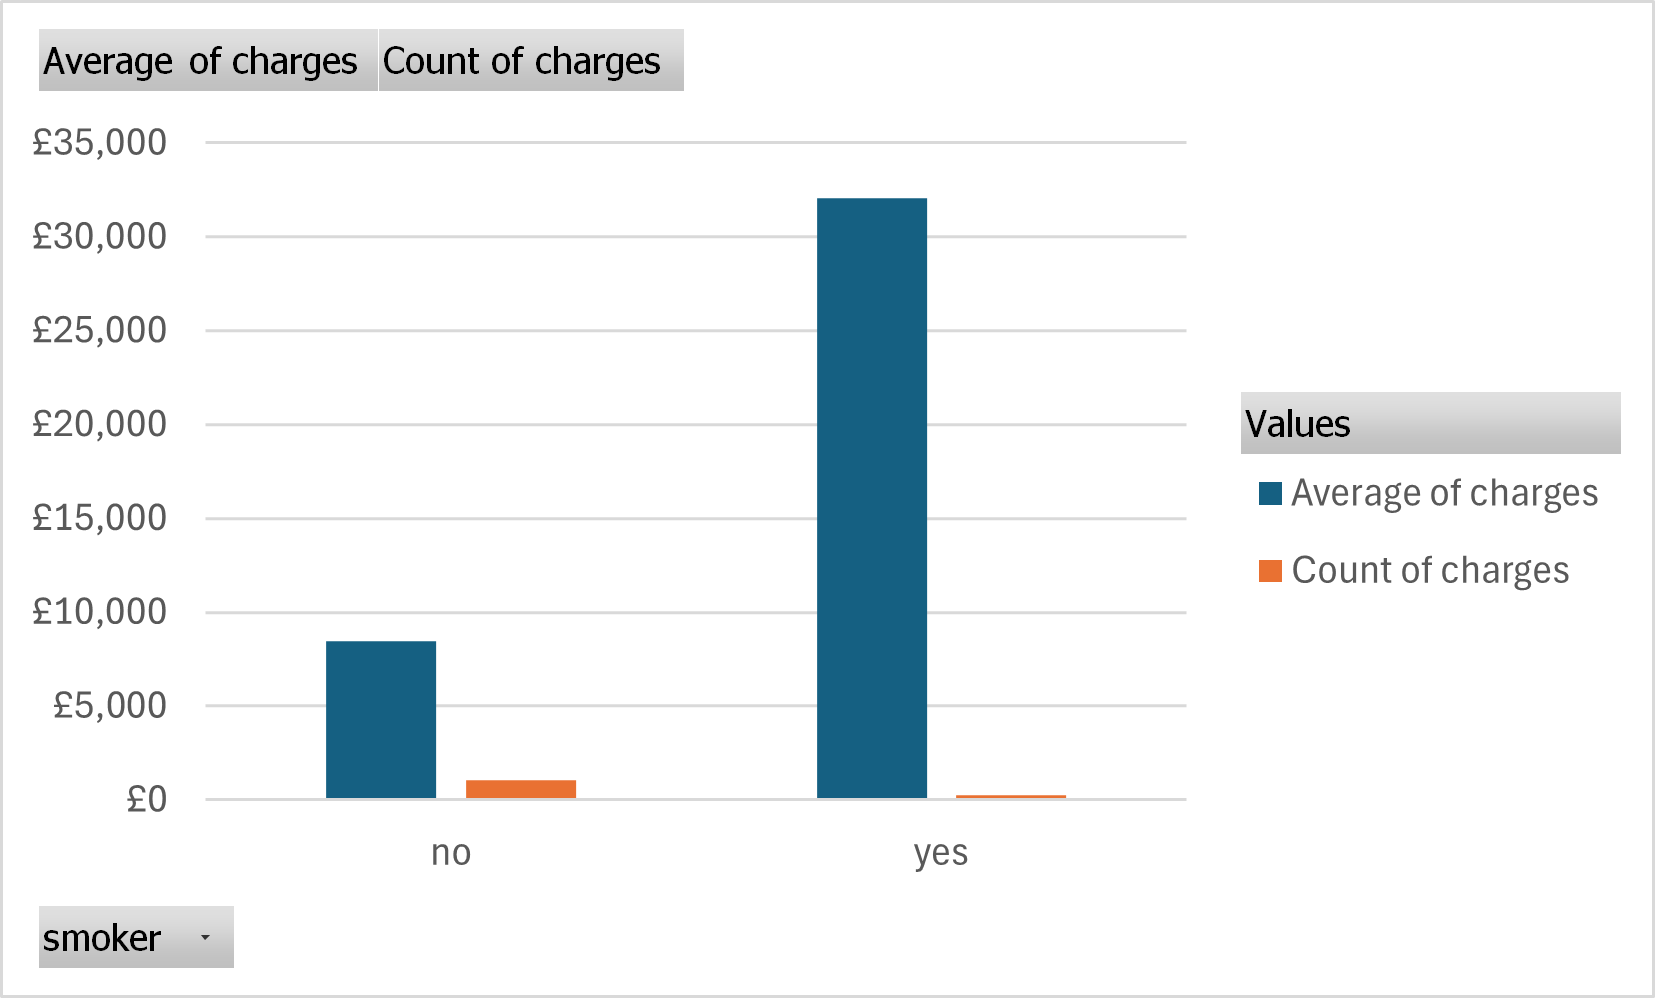 Average of charges Count of charges
£35,000
£30,000
£25,000
£20,000
£15,000
£10,000
£5,000
£0
no yes
Values
Average of charges
Count of charges
smoker